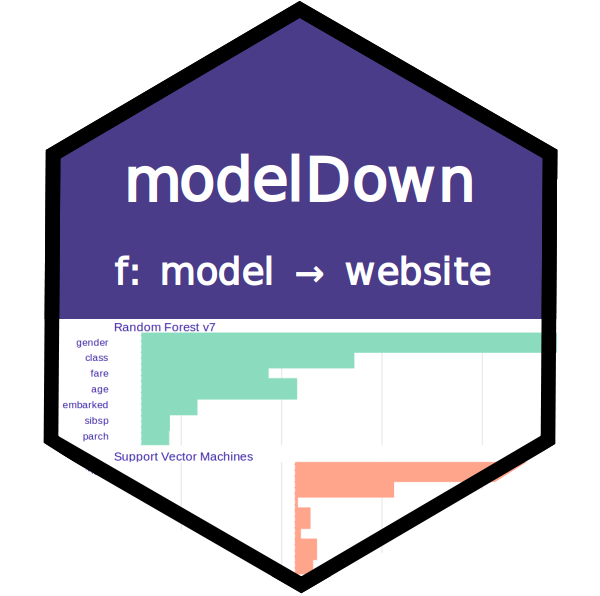 modelDown
f: model → website
Random Forest v7
gender
class
fare
age
embarked
sibsp
parch
Support Vector Machines